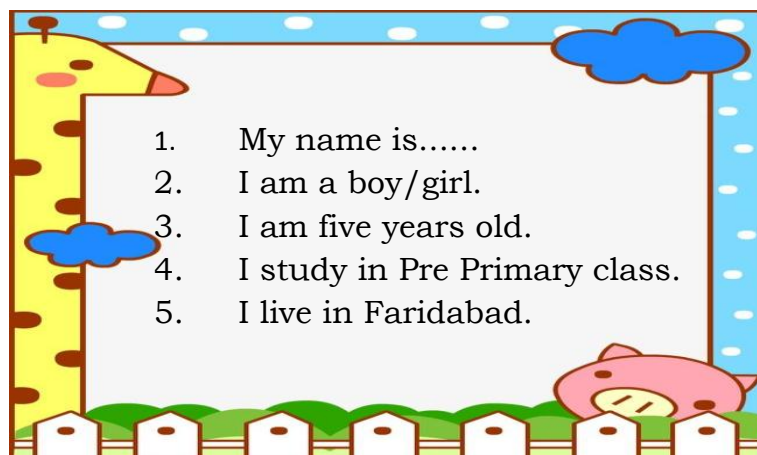 1. My name is......
2. I am a boy/girl.
3. I am five years old.
4. I study in Pre Primary class.
5. I live in Faridabad.